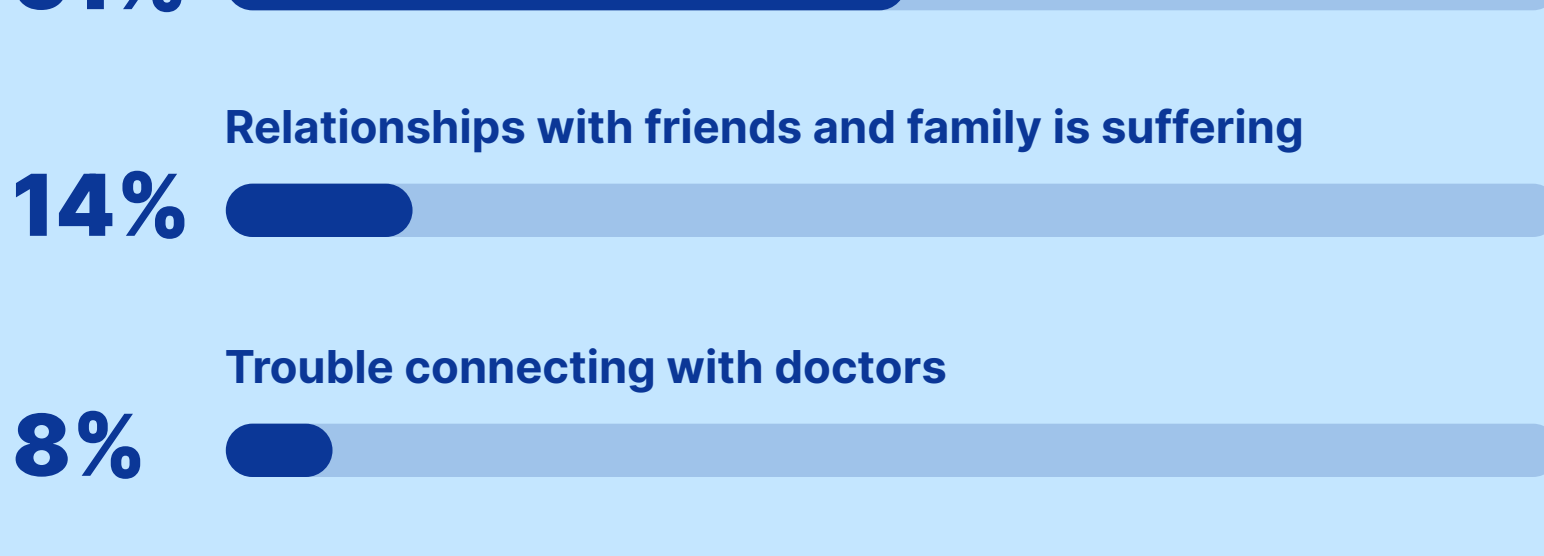 Relationships with friends and family is suffering
14%
Trouble connecting with doctors
8%